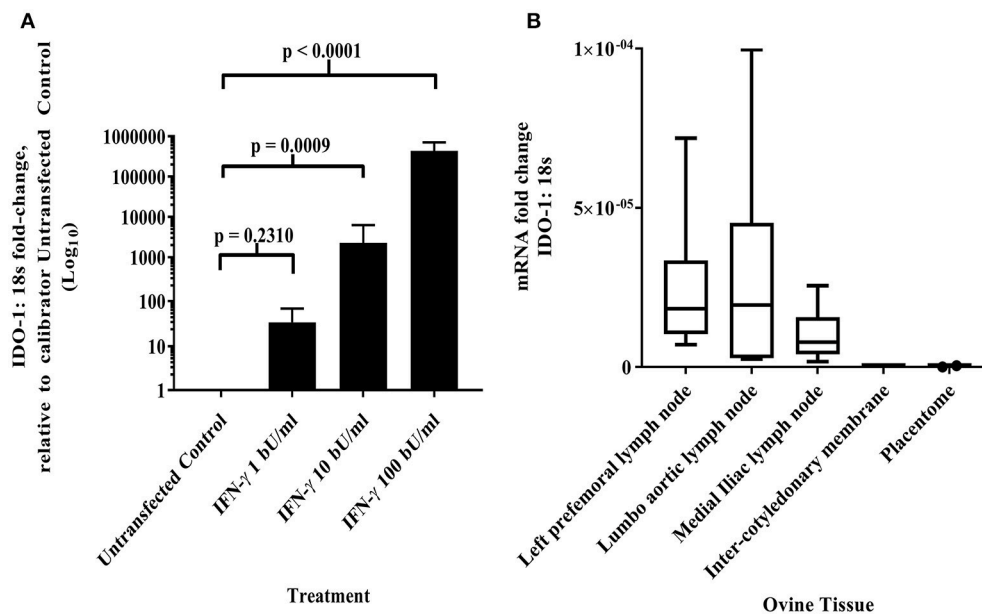 A
IDO-1: 18s fold-change,
relative to calibrator Untransfected Control
(Log10)
p < 0.0001
p = 0.0009
p = 0.2310
1000000
100000
10000
1000
100
10
1
Untransfected Control
IFN-γ 1 bU/ml
IFN-γ 10 bU/ml
IFN-γ 100 bU/ml
Treatment
B
mRNA fold change
IDO-1: 18s
1×10-04
5×10-05
0
Left prefemoral lymph node
Lumbo aortic lymph node
Medial Iliac lymph node
Inter-cotyledonary membrane
Placentome
Ovine Tissue